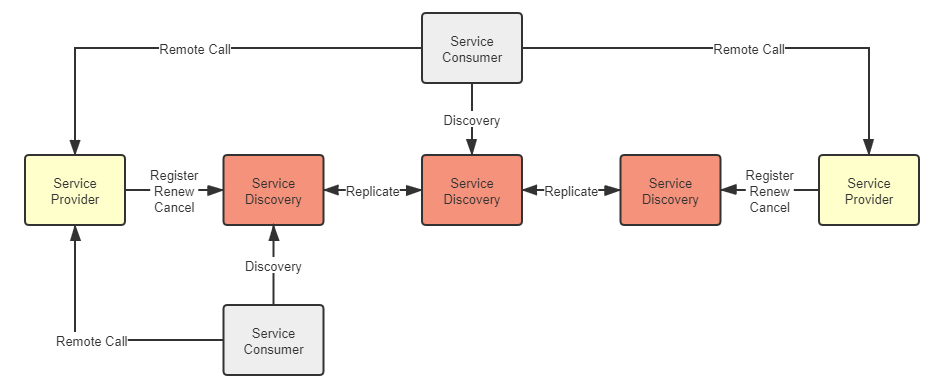 Service
Consumer
Remote Call
Remote Call
Discovery
Service
Provider
Register
Renew
Cancel
Service
Discovery
Replicate
Service
Discovery
Replicate
Service
Discovery
Register
Renew
Cancel
Service
Provider
Discovery
Service
Consumer
Remote Call